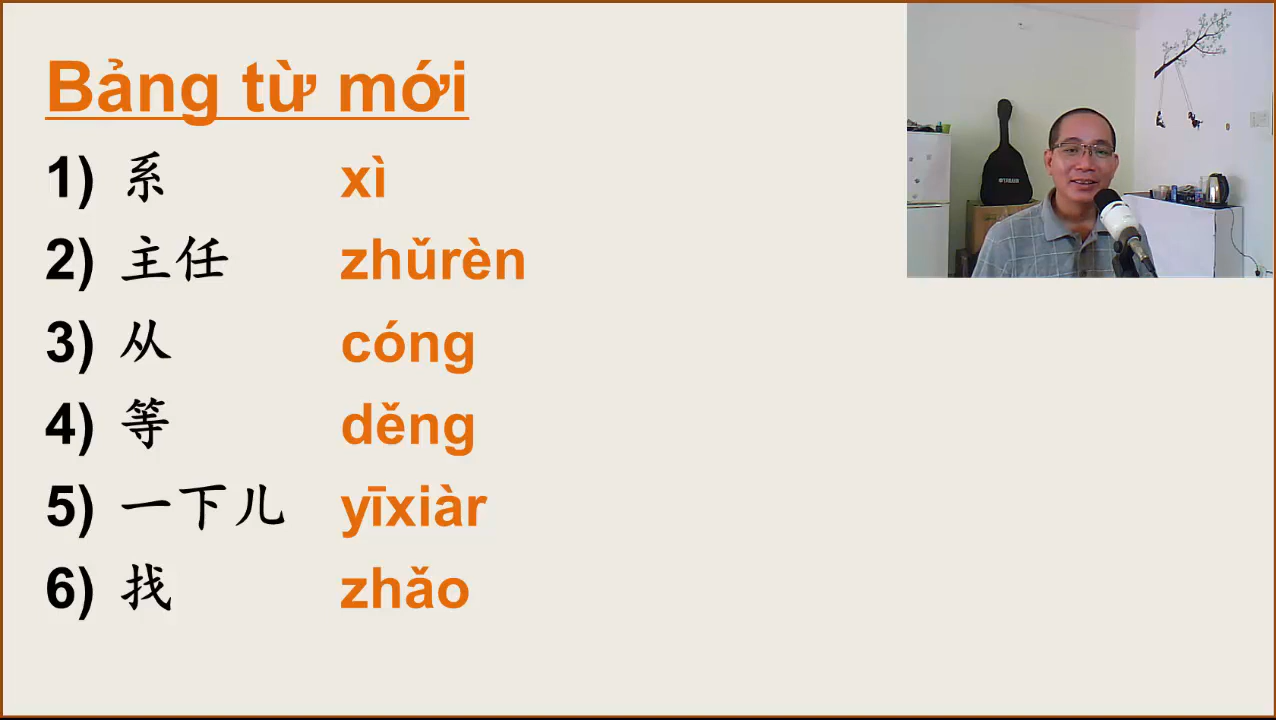 Bảng từ mới
1) 系 xì
2) 主任 zhǔrèn
3) 从 cóng
4) 等 děng
5) 一下儿 yīxiàr
6) 找 zhǎo